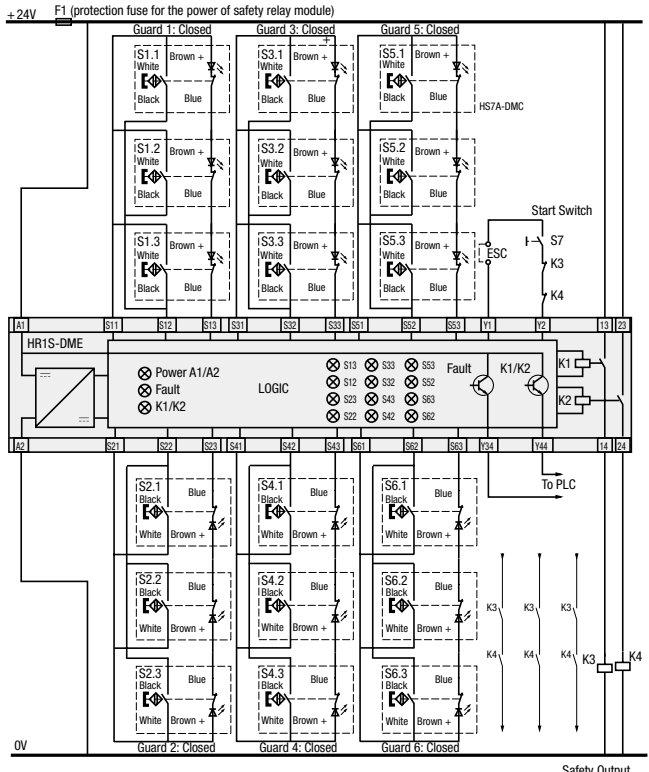 +24V
F1 (protection fuse for the power of safety relay module)
Guard 1: Closed Guard 3: Closed Guard 5: Closed
+
S1.1 Brown + S3.1 Brown + S5.1 Brown +
White White White
Black Blue Black Blue Black Blue
HS7A-DMC
S1.2 Brown + S3.2 Brown + S5.2 Brown +
White White White
Black Blue Black Blue Black Blue
Start Switch
S1.3 Brown + S3.3 Brown + S5.3 Brown +
White White White
ESC S7
K3
Black Blue Black Blue Black Blue
K4
A1 S11 S12 S13 S31 S32 S33 S51 S52 S53 Y1 Y2 13 23
HR1S-DME
Power A1/A2
Fault
K1/K2
LOGIC
S13 S33 S53
S12 S32 S52
S23 S43 S63
S22 S42 S62
Fault K1/K2
K1
K2
A2 S21 S22 S23 S41 S42 S43 S61 S62 S63 Y34 Y44 14 24
To PLC
S2.1 Blue S4.1 Blue S6.1 Blue
Black Black Black
White Brown + White Brown + White Brown +
S2.2 Blue S4.2 Blue S6.2 Blue
Black Black Black
White Brown + White Brown + White Brown +
K3 K3 K3
K4 K4 K4 K3 K4
S2.3 Blue S4.3 Blue S6.3 Blue
Black Black Black
White Brown + White Brown + White Brown +
0V
Guard 2: Closed Guard 4: Closed Guard 6: Closed
Safety Output